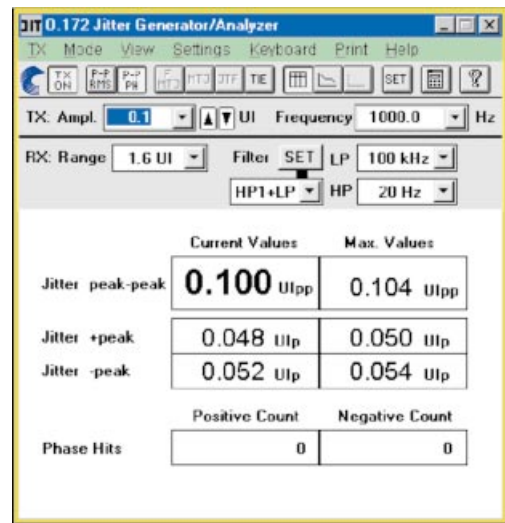 JIT O.172 Jitter Generator/Analyzer
TX Mode View Settings Keyboard Print Help
TX ON P-P RMS P-P PH F MTJ MTJ JTF TIE SET ?
TX: Ampl. 0.1 UI Frequency 1000.0 Hz
RX: Range 1.6 UI Filter SET LP 100 kHz
HP1+LP HP 20 Hz
Current Values Max. Values
Jitter peak-peak 0.100 UIpp 0.104 UIpp
Jitter +peak 0.048 UIp 0.050 UIp
Jitter -peak 0.052 UIp 0.054 UIp
Positive Count Negative Count
Phase Hits 0 0